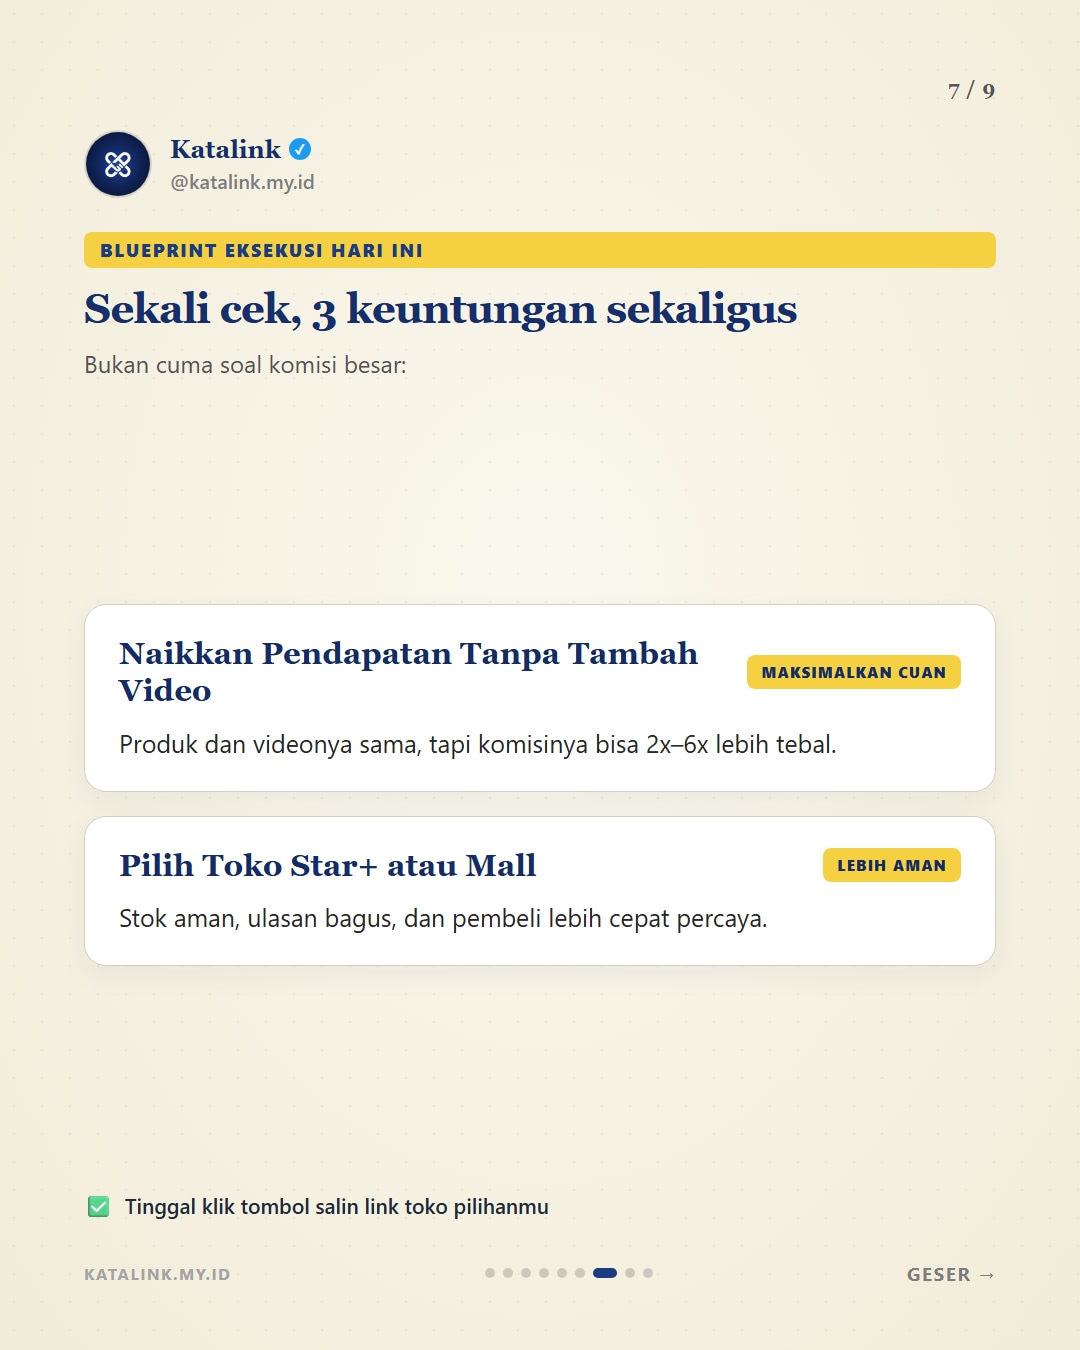 7 / 9
Katalink
@katalink.my.id
BLUEPRINT EKSEKUSI HARI INI
Sekali cek, 3 keuntungan sekaligus
Bukan cuma soal komisi besar:
Naikkan Pendapatan Tanpa Tambah
Video
MAKSIMALKAN CUAN
Produk dan videonya sama, tapi komisinya bisa 2x–6x lebih tebal.
Pilih Toko Star+ atau Mall
LEBIH AMAN
Stok aman, ulasan bagus, dan pembeli lebih cepat percaya.
✅ Tinggal klik tombol salin link toko pilihanmu
KATALINK.MY.ID
GESER →